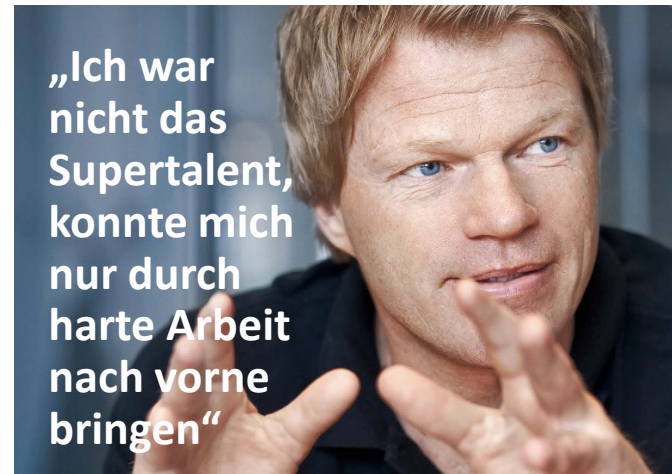 „Ich war
nicht das
Supertalent,
konnte mich
nur durch
harte Arbeit
nach vorne
bringen“